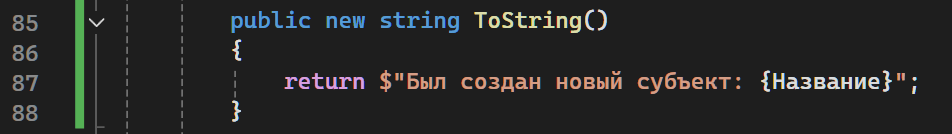 85 public new string ToString()
86 {
87 return $"Был создан новый субъект: {Название}";
88 }